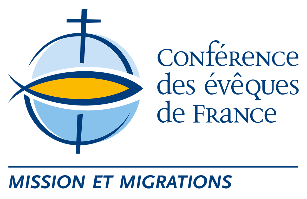 Conférence
des évêques
de France
MISSION ET MIGRATIONS